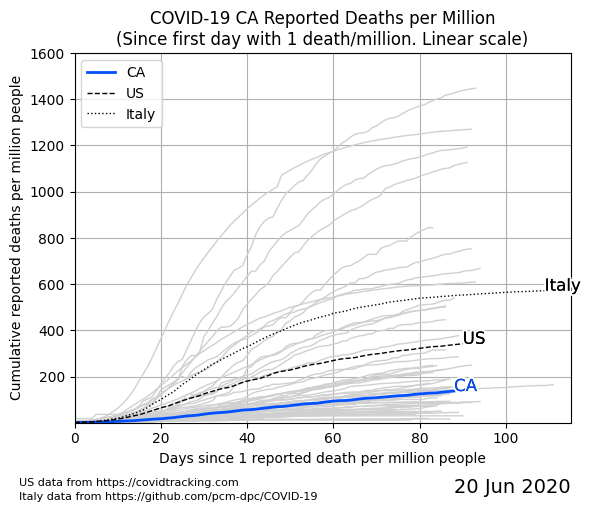 COVID-19 CA Reported Deaths per Million
(Since first day with 1 death/million. Linear scale)
1600
1400
1200
1000
800
600
400
200
CA
US
Italy
Italy
US
CA
Cumulative reported deaths per million people
0
20
40
60
80
100
Days since 1 reported death per million people
US data from https://covidtracking.com
Italy data from https://github.com/pcm-dpc/COVID-19
20 Jun 2020